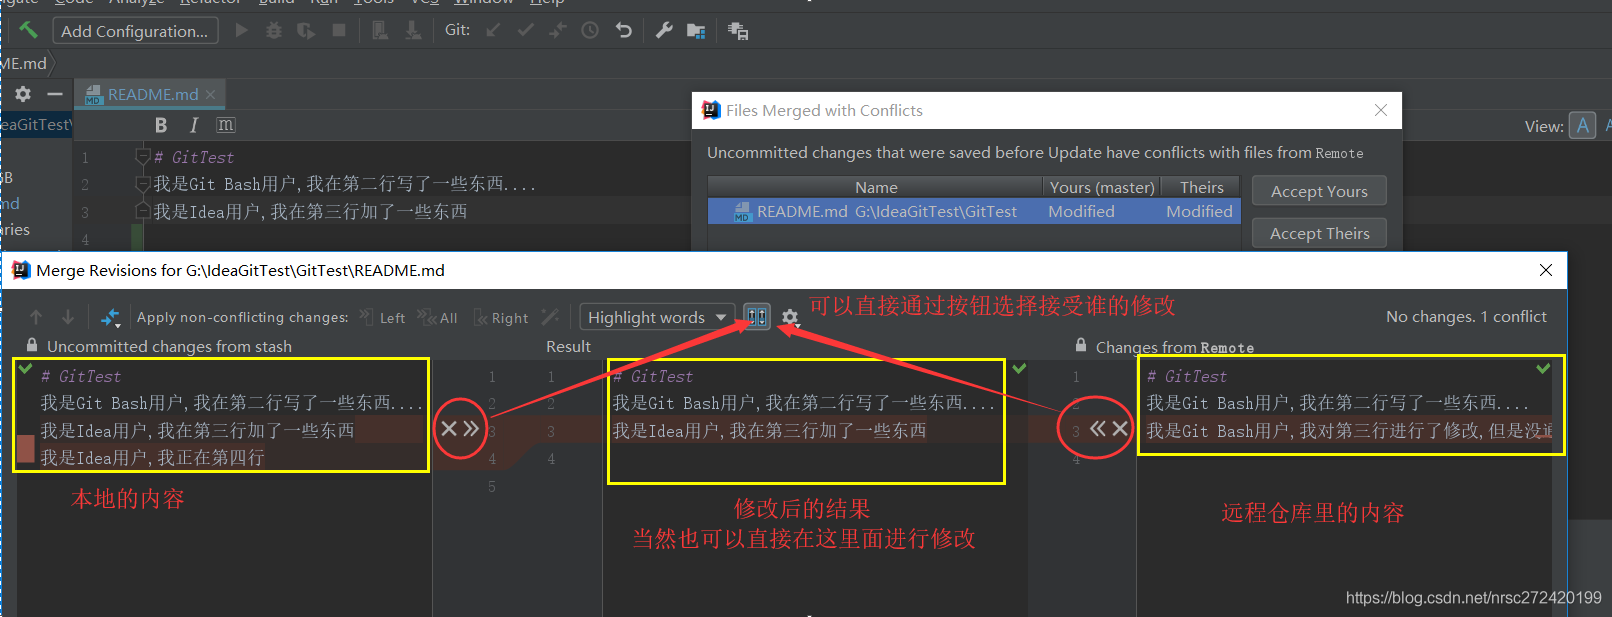 Code Analyze Refactor Build Run Tools VCS Window Help
Add Configuration... Git:
ME.md
README.md
eaGitTest\
B I m
View: A
1 # GitTest
2 我是Git Bash用户,我在第二行写了一些东西....
3 我是Idea用户,我在第三行加了一些东西
4
Files Merged with Conflicts
Uncommitted changes that were saved before Update have conflicts with files from Remote
Name Yours (master) Theirs
README.md G:\IdeaGitTest\GitTest Modified Modified
Accept Yours
Accept Theirs
Merge Revisions for G:\IdeaGitTest\GitTest\README.md
Apply non-conflicting changes: Left All Right Highlight words
可以直接通过按钮选择接受谁的修改
No changes. 1 conflict
Uncommitted changes from stash
Result
Changes from Remote
# GitTest
我是Git Bash用户,我在第二行写了一些东西....
我是Idea用户,我在第三行加了一些东西
我是Idea用户,我正在第四行
1 1
2 2
3 3
4 4
5
# GitTest
我是Git Bash用户,我在第二行写了一些东西....
我是Idea用户,我在第三行加了一些东西
1
2
3
4
# GitTest
我是Git Bash用户,我在第二行写了一些东西....
我是Git Bash用户,我对第三行进行了修改,但是没
本地的内容
修改后的结果
当然也可以直接在这里面进行修改
远程仓库里的内容
https://blog.csdn.net/nrsc272420199